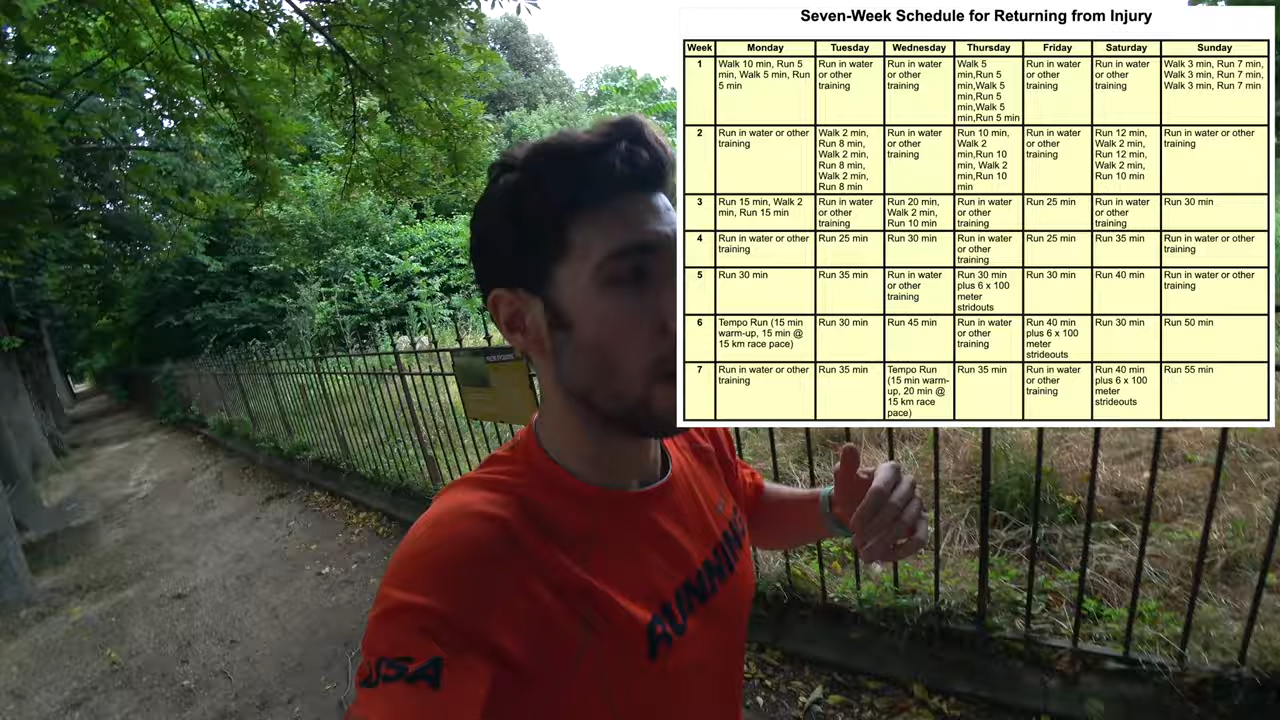 Seven-Week Schedule for Returning from Injury
Week Monday Tuesday Wednesday Thursday Friday Saturday Sunday
1
Walk 10 min, Run 5
min, Walk 5 min, Run
5 min
Run in water
or other
training
Run in water
or other
training
Walk 5
min,Run 5
min,Walk 5
min,Run 5
min,Walk 5
min,Run 5 min
Run in water
or other
training
Run in water
or other
training
Walk 3 min, Run 7 min,
Walk 3 min, Run 7 min,
Walk 3 min, Run 7 min
2
Run in water or other
training
Walk 2 min,
Run 8 min,
Walk 2 min,
Run 8 min,
Walk 2 min,
Run 8 min
Run in water
or other
training
Run 10 min,
Walk 2
min,Run 10
min, Walk 2
min,Run 10
min
Run in water
or other
training
Run 12 min,
Walk 2 min,
Run 12 min,
Walk 2 min,
Run 10 min
Run in water or other
training
3
Run 15 min, Walk 2
min, Run 15 min
Run in water
or other
training
Run 20 min,
Walk 2 min,
Run 10 min
Run in water
or other
training
Run 25 min
Run in water
or other
training
Run 30 min
4
Run in water or other
training
Run 25 min
Run 30 min
Run in water
or other
training
Run 25 min
Run 35 min
Run in water or other
training
5
Run 30 min
Run 35 min
Run in water
or other
training
Run 30 min
plus 6 x 100
meter
stridouts
Run 30 min
Run 40 min
Run in water or other
training
6
Tempo Run (15 min
warm-up, 15 min @
15 km race pace)
Run 30 min
Run 45 min
Run in water
or other
training
Run 40 min
plus 6 x 100
meter
strideouts
Run 30 min
Run 50 min
7
Run in water or other
training
Run 35 min
Tempo Run
(15 min warm-
up, 20 min @
15 km race
pace)
Run 35 min
Run in water
or other
training
Run 40 min
plus 6 x 100
meter
strideouts
Run 55 min
RUNNING
USA